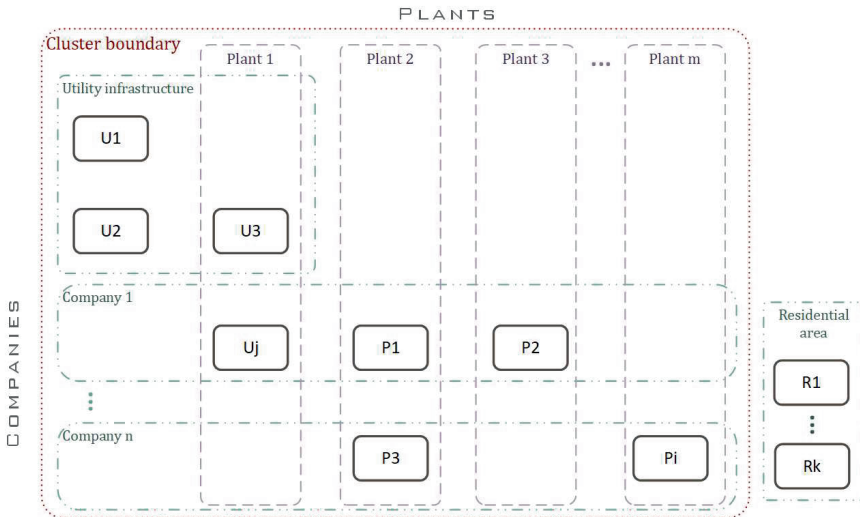 PLANTS
Cluster boundary
Plant 1
Plant 2
Plant 3
...
Plant m
Utility infrastructure
U1
U2
U3
COMPANIES
Company 1
Uj
P1
P2
Residential
area
R1
Company n
P3
Pi
Rk